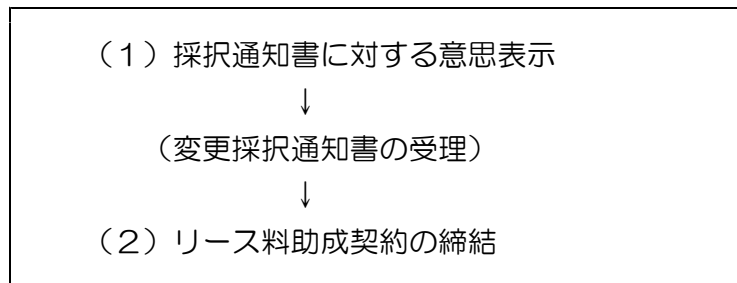 （１）採択通知書に対する意思表示
↓
（変更採択通知書の受理）
↓
（２）リース料助成契約の締結